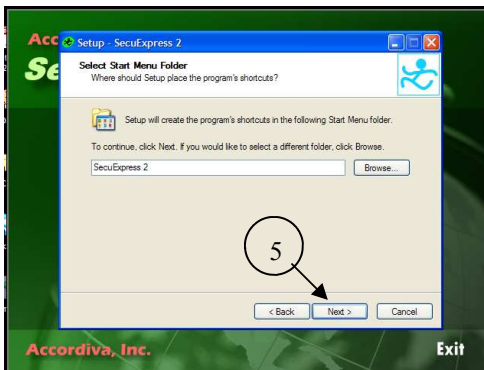 Acc
Setup - SecuExpress 2
Se
Select Start Menu Folder
Where should Setup place the program's shortcuts?
Setup will create the program's shortcuts in the following Start Menu folder.
To continue, click Next. If you would like to select a different folder, click Browse.
SecuExpress 2
Browse...
5
< Back
Next >
Cancel
Accordiva, Inc.
Exit